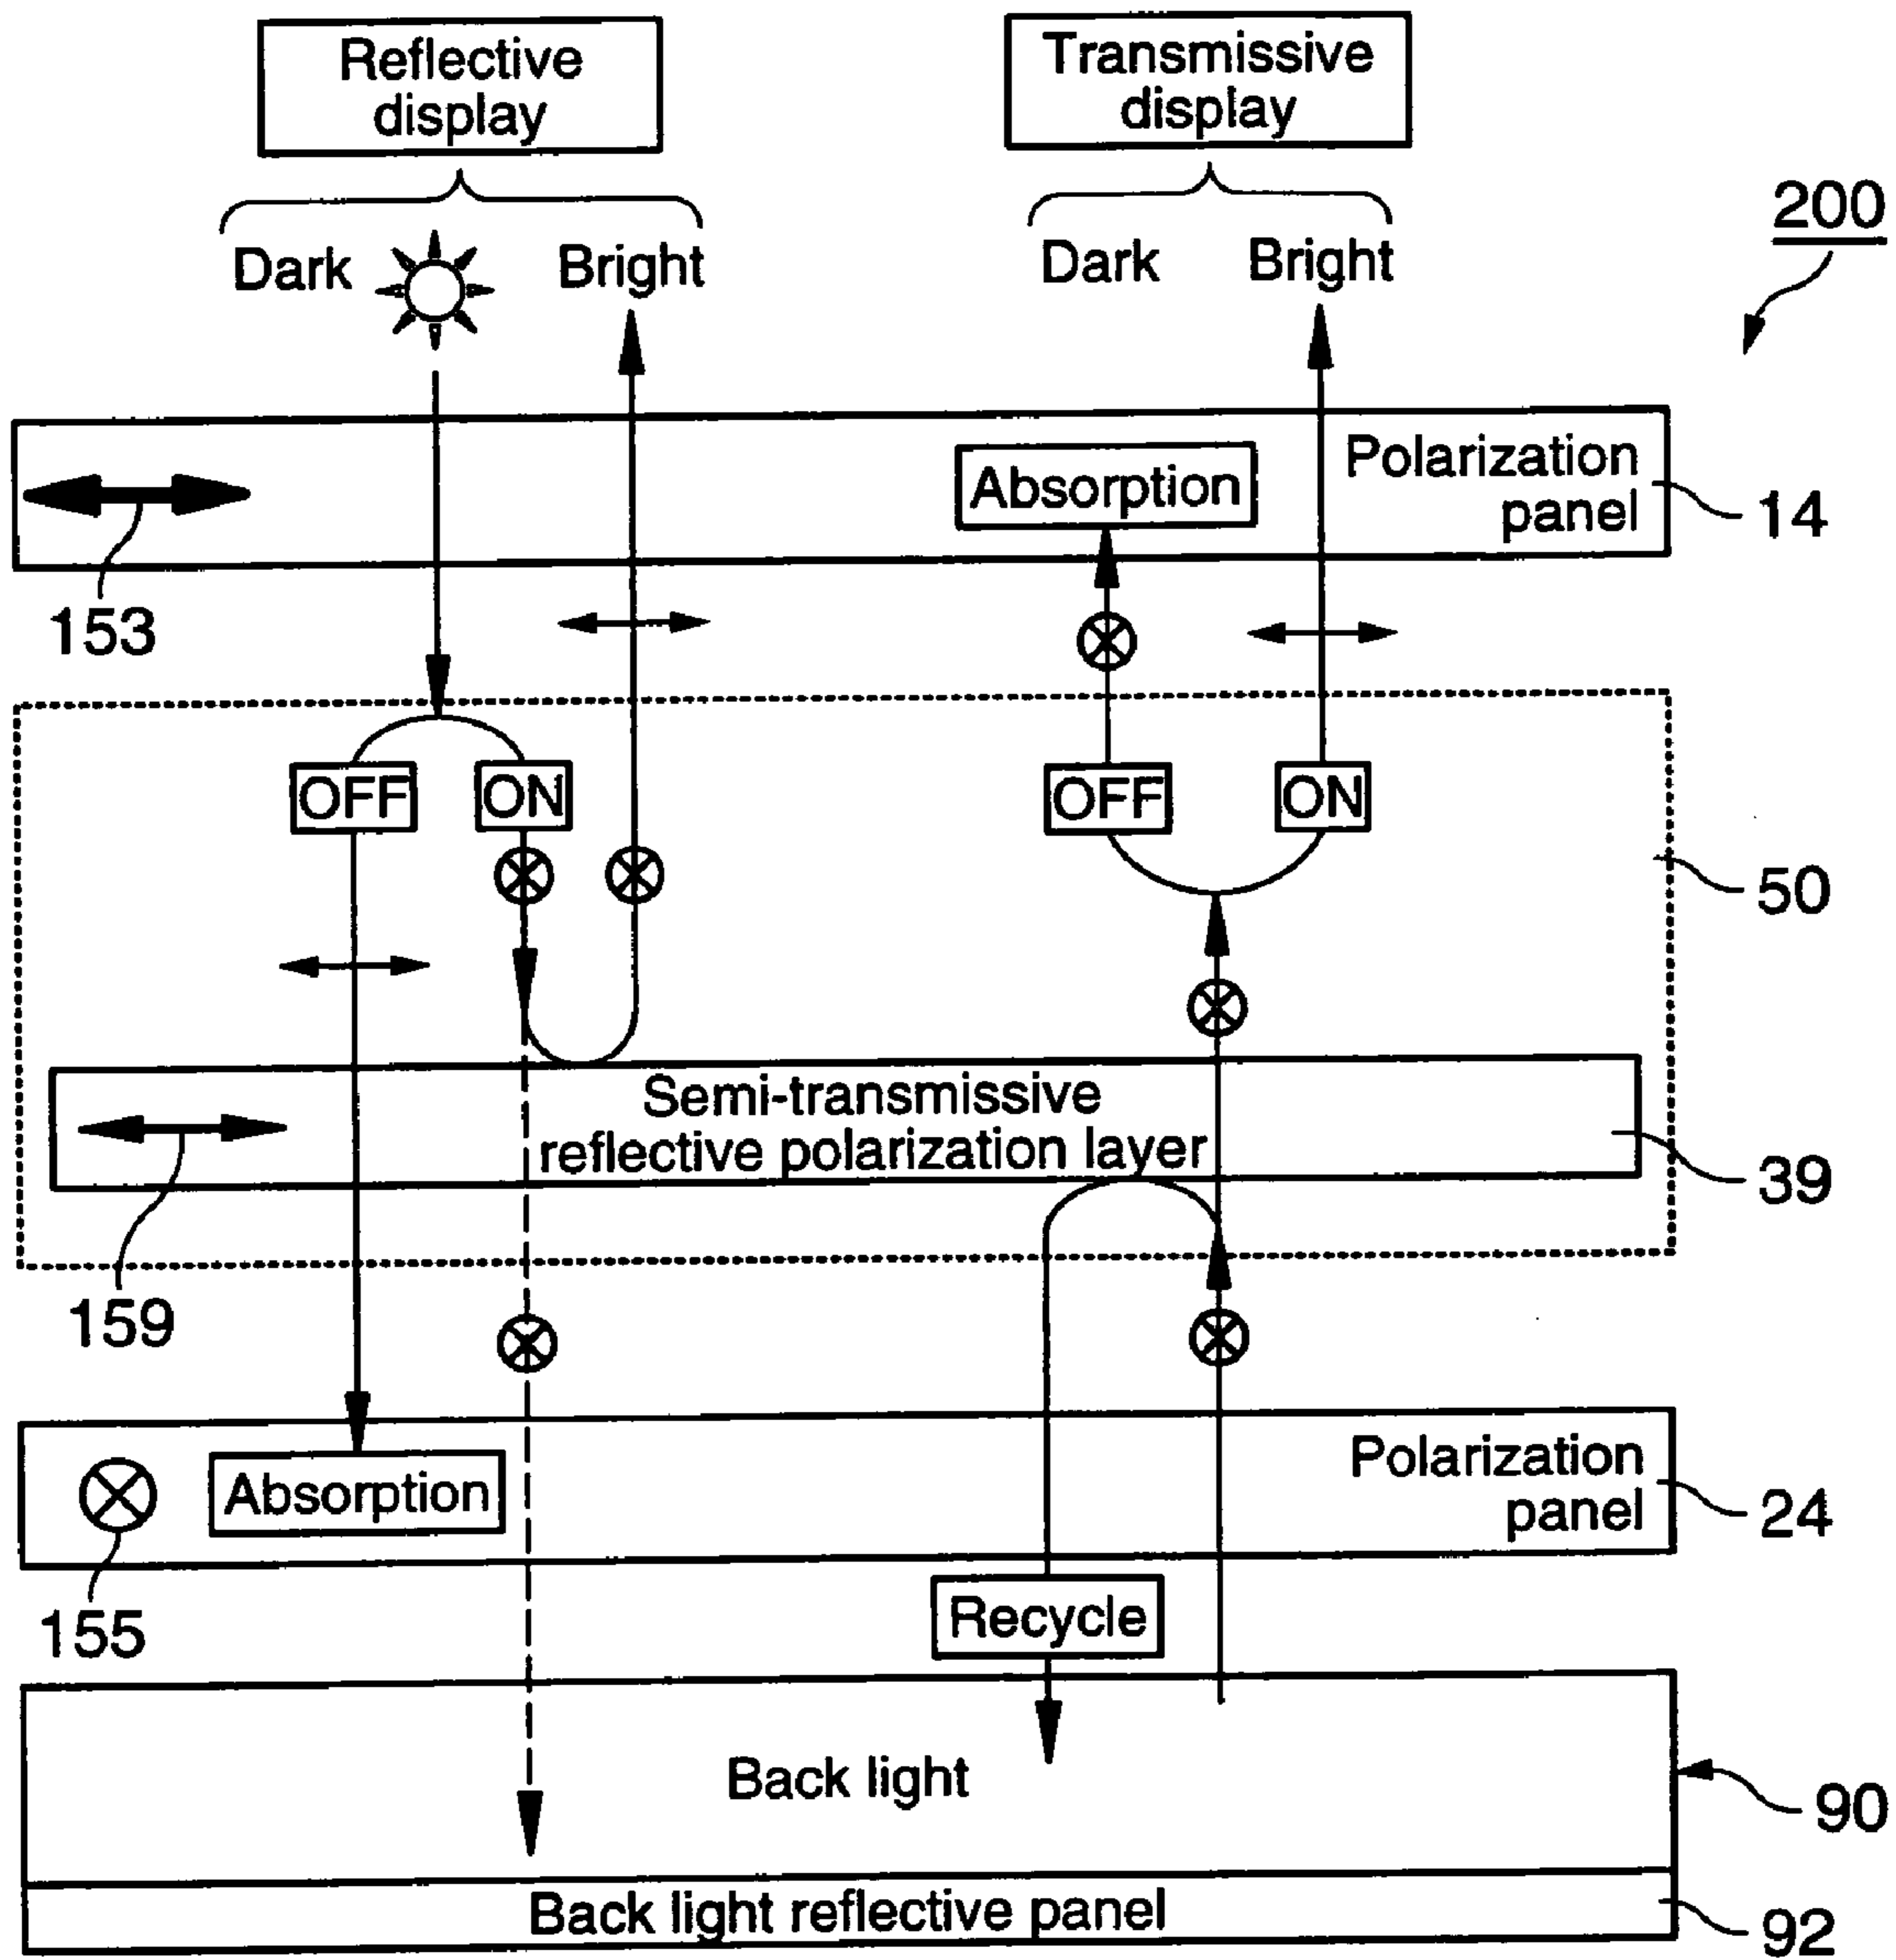 Reflective
display
Transmissive
display
Dark
Bright
Dark
Bright
200
Absorption
Polarization
panel
14
153
OFF
ON
OFF
ON
50
Semi-transmissive
reflective polarization layer
39
159
Absorption
Polarization
panel
24
155
Recycle
Back light
90
Back light reflective panel
92